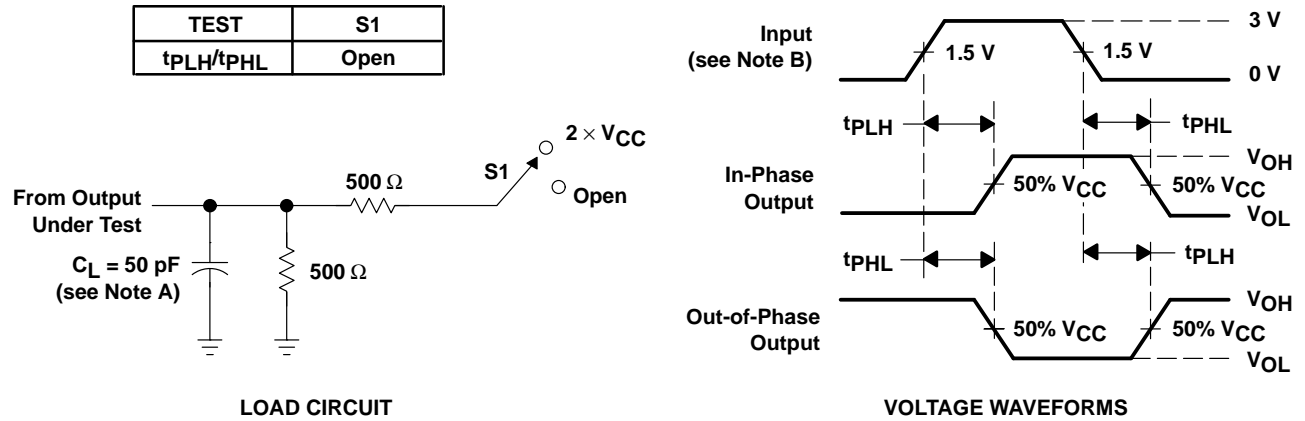 TEST S1
tPLH/tPHL Open
2 × VCC
S1
Open
500 Ω
From Output
Under Test
CL = 50 pF
(see Note A)
500 Ω
LOAD CIRCUIT
Input
(see Note B)
1.5 V
1.5 V
3 V
0 V
tPLH
tPHL
In-Phase
Output
50% VCC
50% VCC
VOH
VOL
tPHL
tPLH
Out-of-Phase
Output
50% VCC
50% VCC
VOH
VOL
VOLTAGE WAVEFORMS